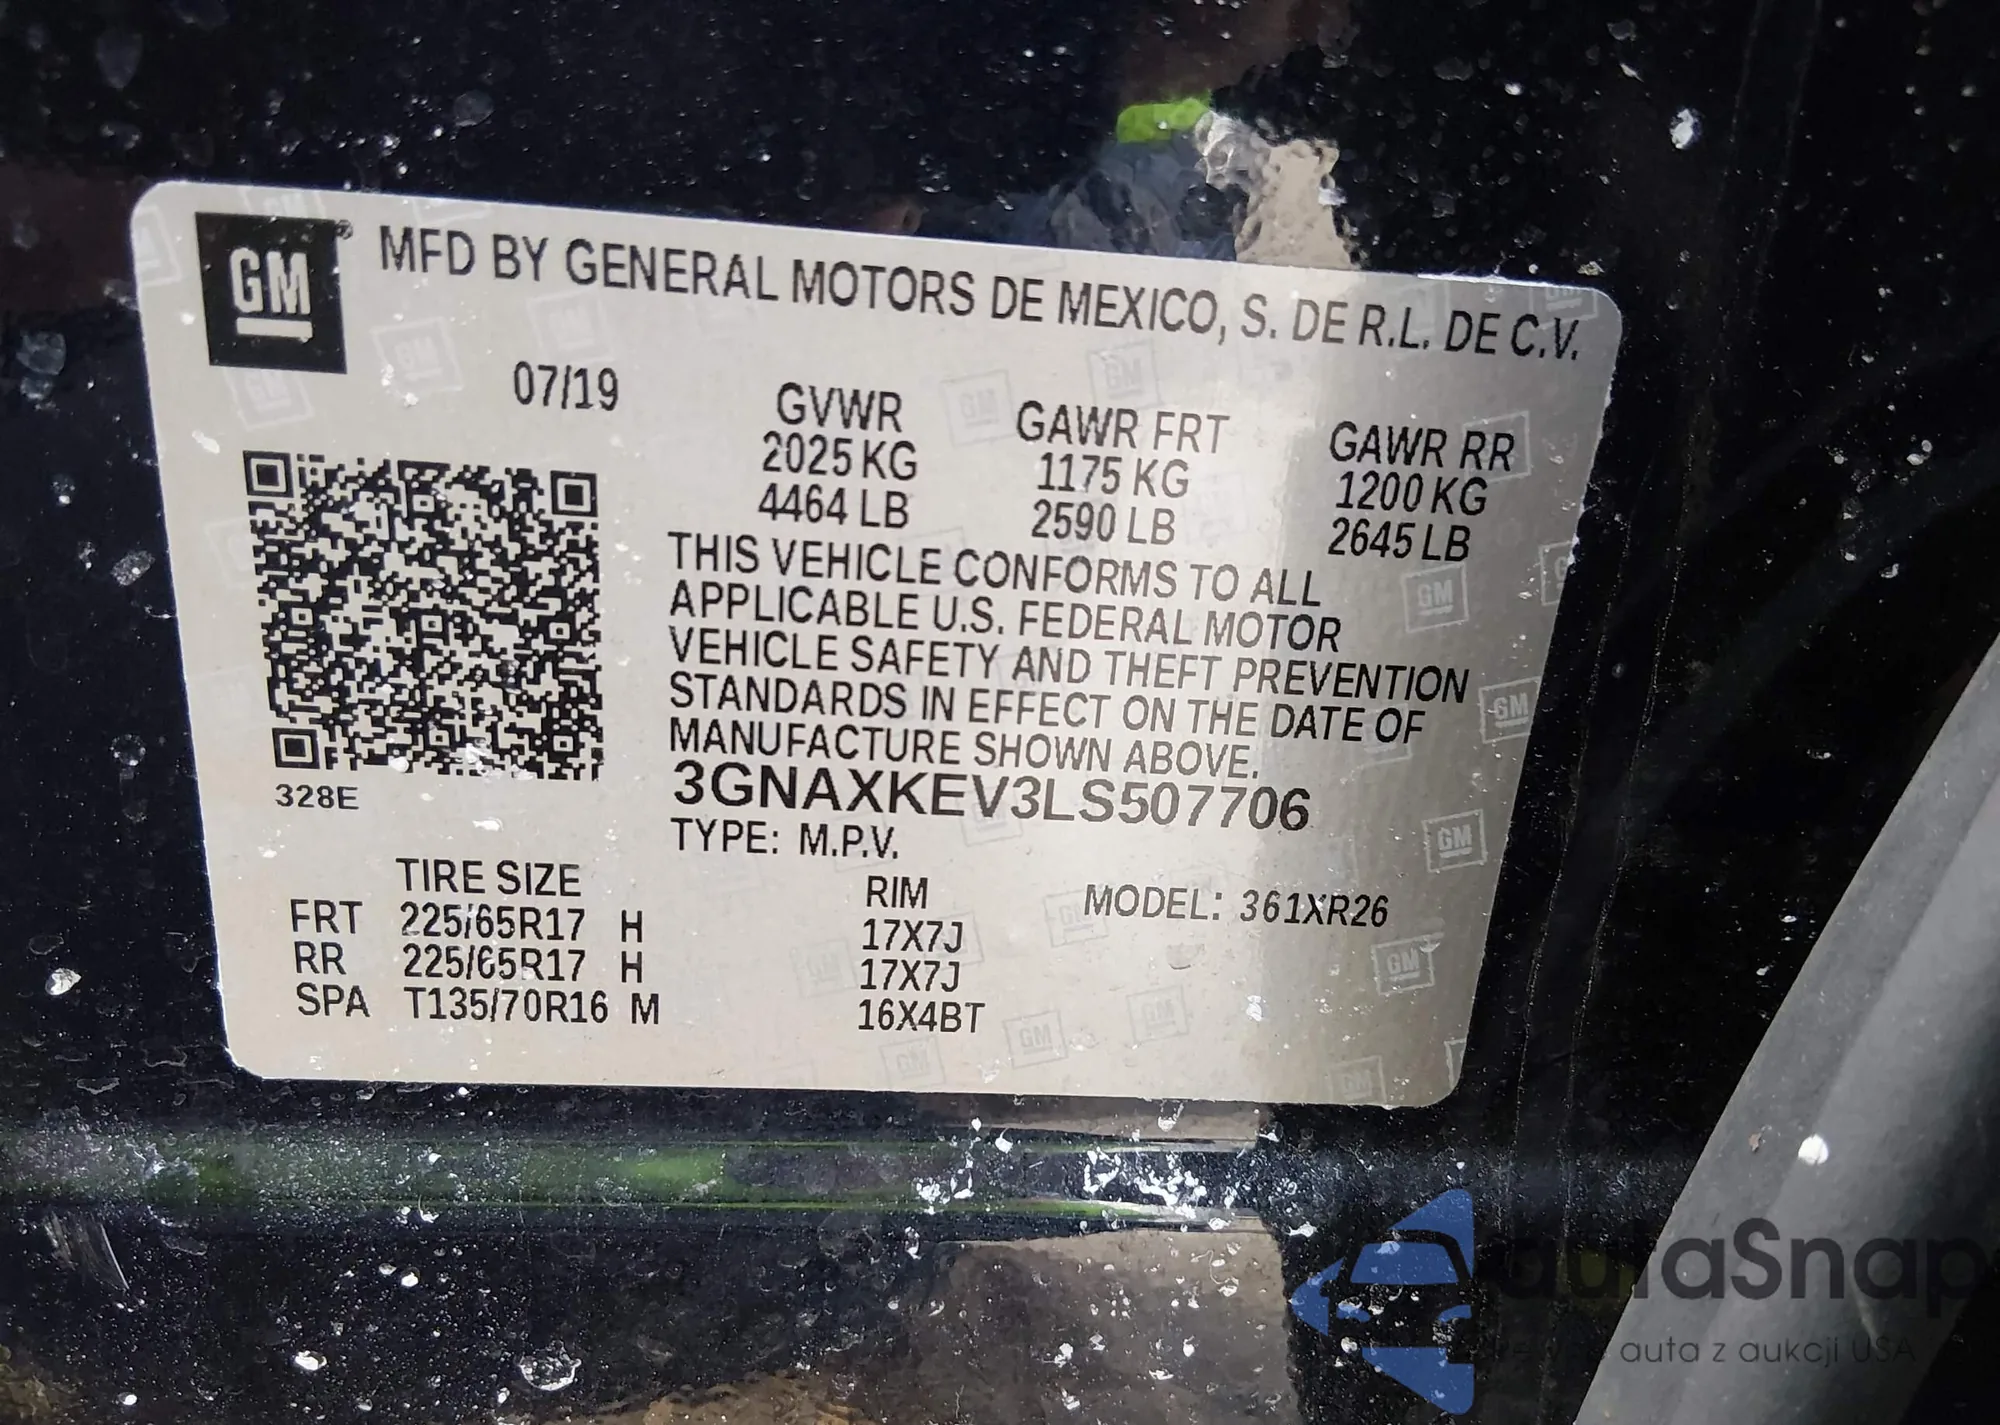 GM ® MFD BY GENERAL MOTORS DE MEXICO, S. DE R.L. DE C.V.
07/19
GVWR GAWR FRT GAWR RR
2025 KG 1175 KG 1200 KG
4464 LB 2590 LB 2645 LB
THIS VEHICLE CONFORMS TO ALL
APPLICABLE U.S. FEDERAL MOTOR
VEHICLE SAFETY AND THEFT PREVENTION
STANDARDS IN EFFECT ON THE DATE OF
MANUFACTURE SHOWN ABOVE.
3GNAXKEV3LS507706
328E
TYPE: M.P.V.
TIRE SIZE RIM MODEL: 361XR26
FRT 225/65R17 H 17X7J
RR 225/65R17 H 17X7J
SPA T135/70R16 M 16X4BT
autaSnap
auta z aukcji USA